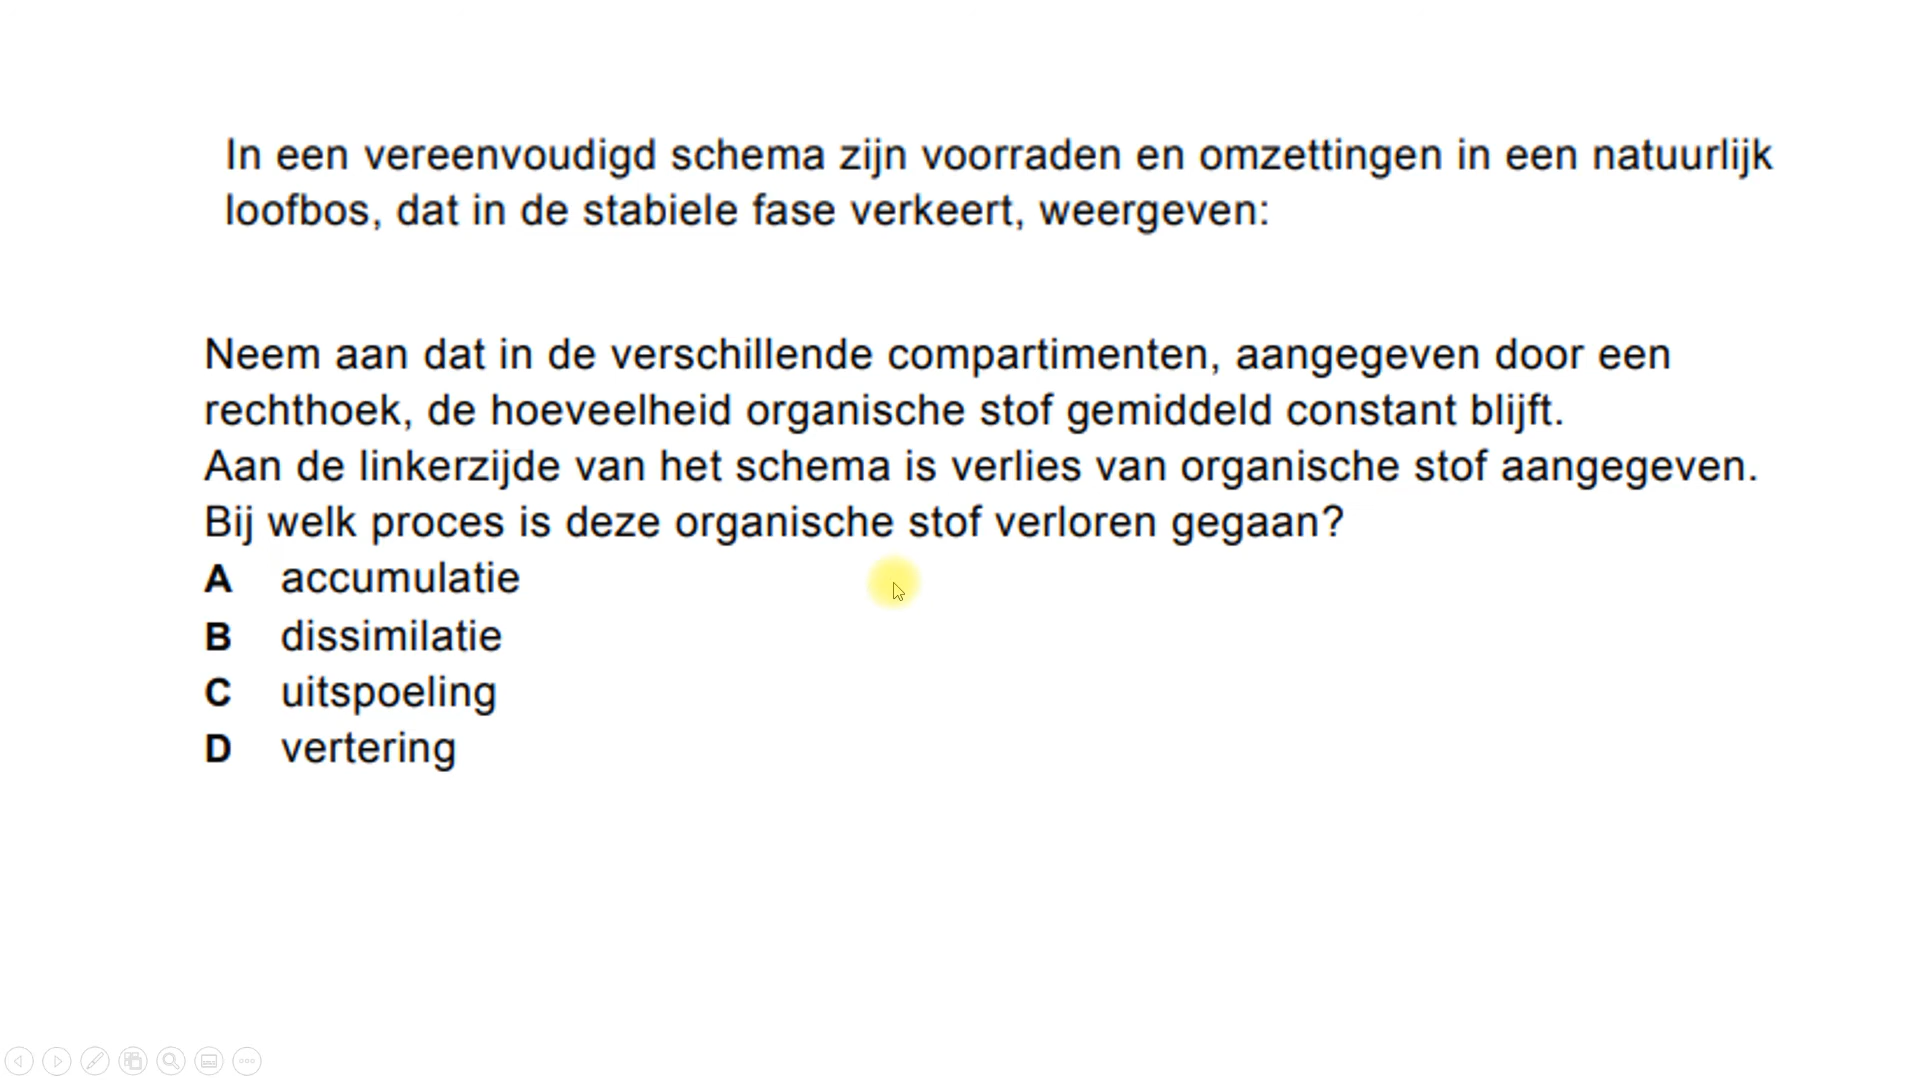 In een vereenvoudigd schema zijn voorraden en omzettingen in een natuurlijk
loofbos, dat in de stabiele fase verkeert, weergeven:
Neem aan dat in de verschillende compartimenten, aangegeven door een
rechthoek, de hoeveelheid organische stof gemiddeld constant blijft.
Aan de linkerzijde van het schema is verlies van organische stof aangegeven.
Bij welk proces is deze organische stof verloren gegaan?
A accumulatie
B dissimilatie
C uitspoeling
D vertering